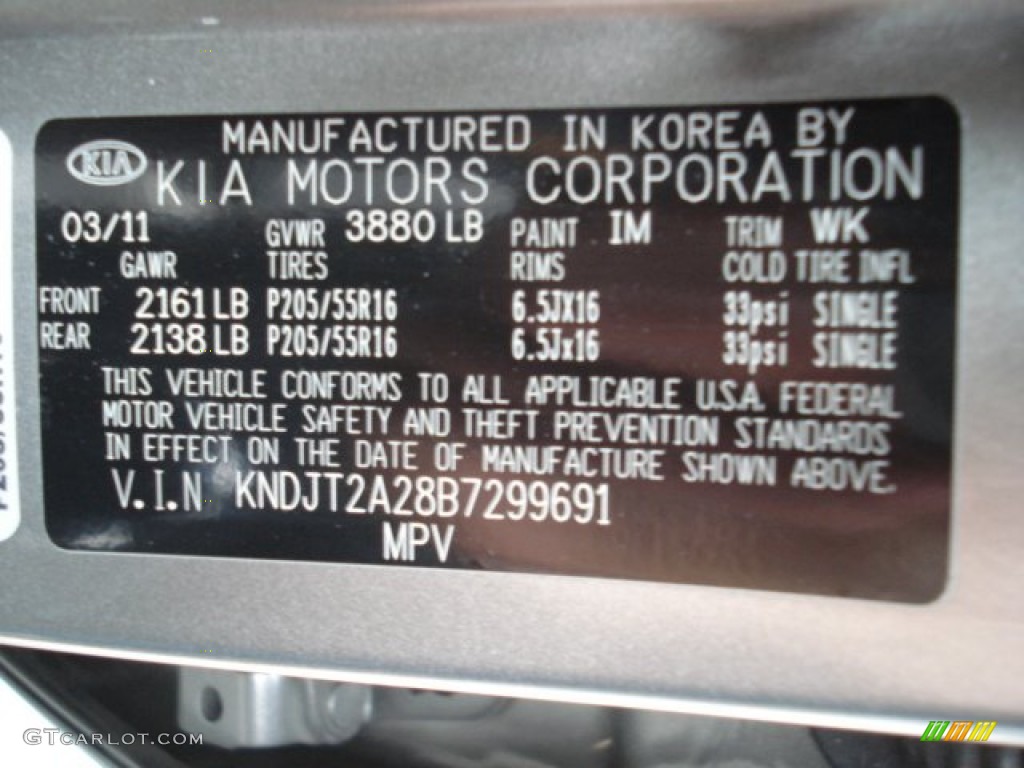 MANUFACTURED IN KOREA BY
KIA KIA MOTORS CORPORATION
03/11 GVWR 3880 LB PAINT IM TRIM WK
GAWR TIRES RIMS COLD TIRE INFL
FRONT 2161 LB P205/55R16 6.5JX16 33psi SINGLE
REAR 2138 LB P205/55R16 6.5Jx16 33psi SINGLE
THIS VEHICLE CONFORMS TO ALL APPLICABLE U.S.A. FEDERAL
MOTOR VEHICLE SAFETY AND THEFT PREVENTION STANDARDS
IN EFFECT ON THE DATE OF MANUFACTURE SHOWN ABOVE.
V.I.N KNDJT2A28B7299691
MPV
GTCARLOT.COM